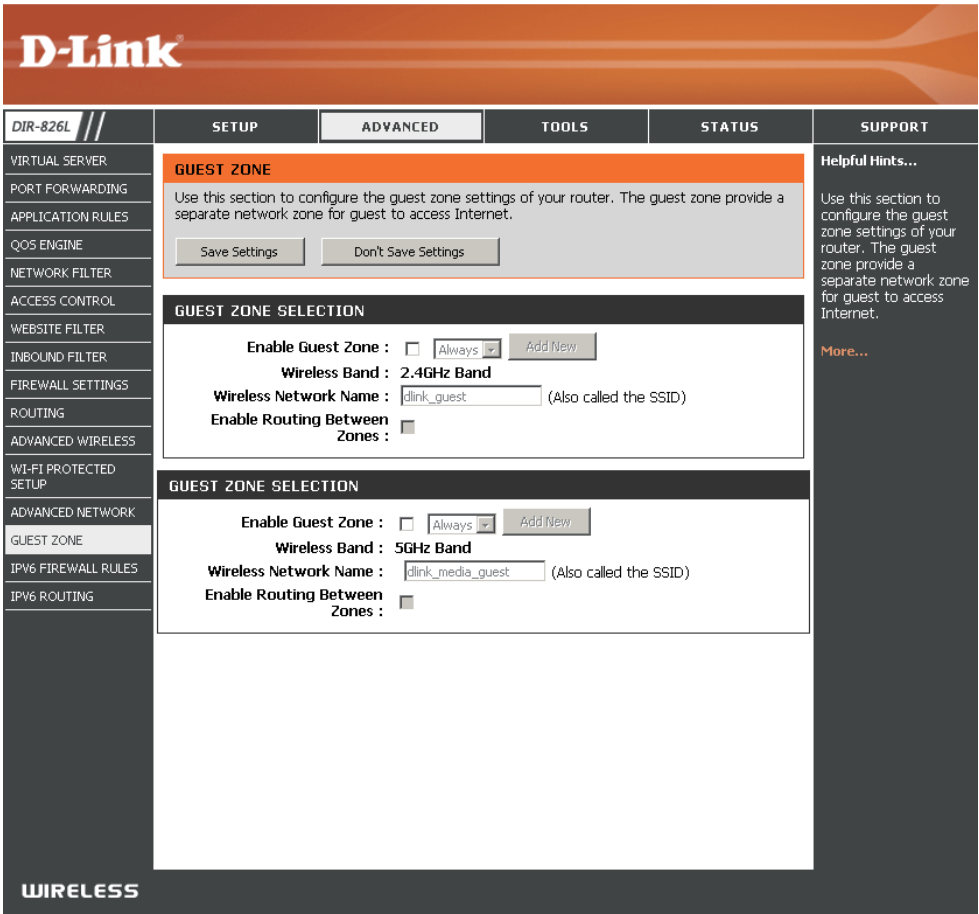 D-Link®
DIR-826L
SETUP
ADVANCED
TOOLS
STATUS
SUPPORT
VIRTUAL SERVER
PORT FORWARDING
APPLICATION RULES
QOS ENGINE
NETWORK FILTER
ACCESS CONTROL
WEBSITE FILTER
INBOUND FILTER
FIREWALL SETTINGS
ROUTING
ADVANCED WIRELESS
WI-FI PROTECTED
SETUP
ADVANCED NETWORK
GUEST ZONE
IPV6 FIREWALL RULES
IPV6 ROUTING
GUEST ZONE
Use this section to configure the guest zone settings of your router. The guest zone provide a
separate network zone for guest to access Internet.
Save Settings
Don't Save Settings
GUEST ZONE SELECTION
Enable Guest Zone : Always Add New
Wireless Band : 2.4GHz Band
Wireless Network Name : dlink_guest (Also called the SSID)
Enable Routing Between
Zones :
GUEST ZONE SELECTION
Enable Guest Zone : Always Add New
Wireless Band : 5GHz Band
Wireless Network Name : dlink_media_guest (Also called the SSID)
Enable Routing Between
Zones :
Helpful Hints...
Use this section to
configure the guest
zone settings of your
router. The guest
zone provide a
separate network zone
for guest to access
Internet.
More...
WIRELESS